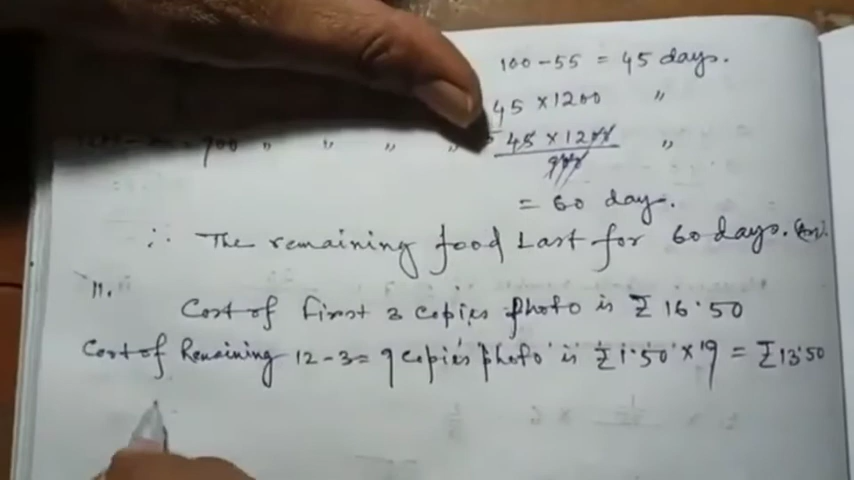 100-55 = 45 days.
45 ×1200 "
= 900 " " " " 45 ×1200 "
900
= 60 days.
∴ The remaining food Last for 60 days. (Ans).
11.
Cost of First 3 copies photo is ₹ 16.50
Cost of Remaining 12-3= 9 copies photo is ₹1.50 × 9 = ₹13.50